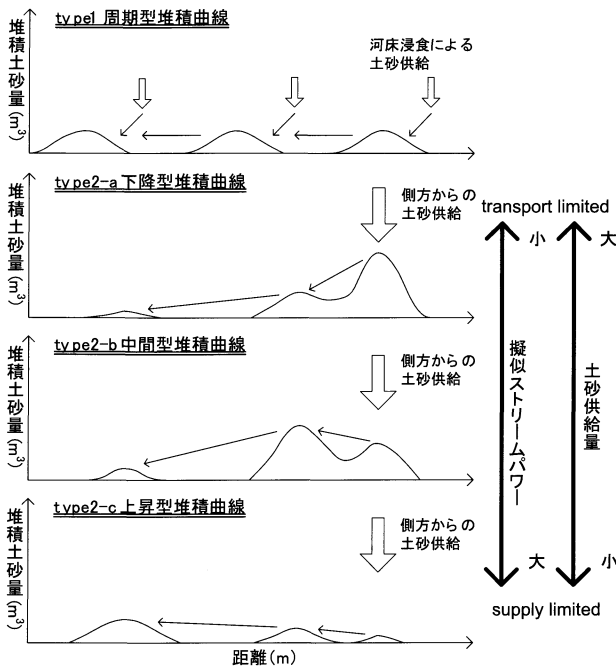 type1 周期型堆積曲線
堆積土砂量(m³)
河床浸食による
土砂供給
type2-a下降型堆積曲線
堆積土砂量(m³)
側方からの
土砂供給
transport limited
小
大
type2-b中間型堆積曲線
堆積土砂量(m³)
側方からの
土砂供給
擬似ストリームパワー
土砂供給量
type2-c上昇型堆積曲線
堆積土砂量(m³)
側方からの
土砂供給
大
小
supply limited
距離(m)